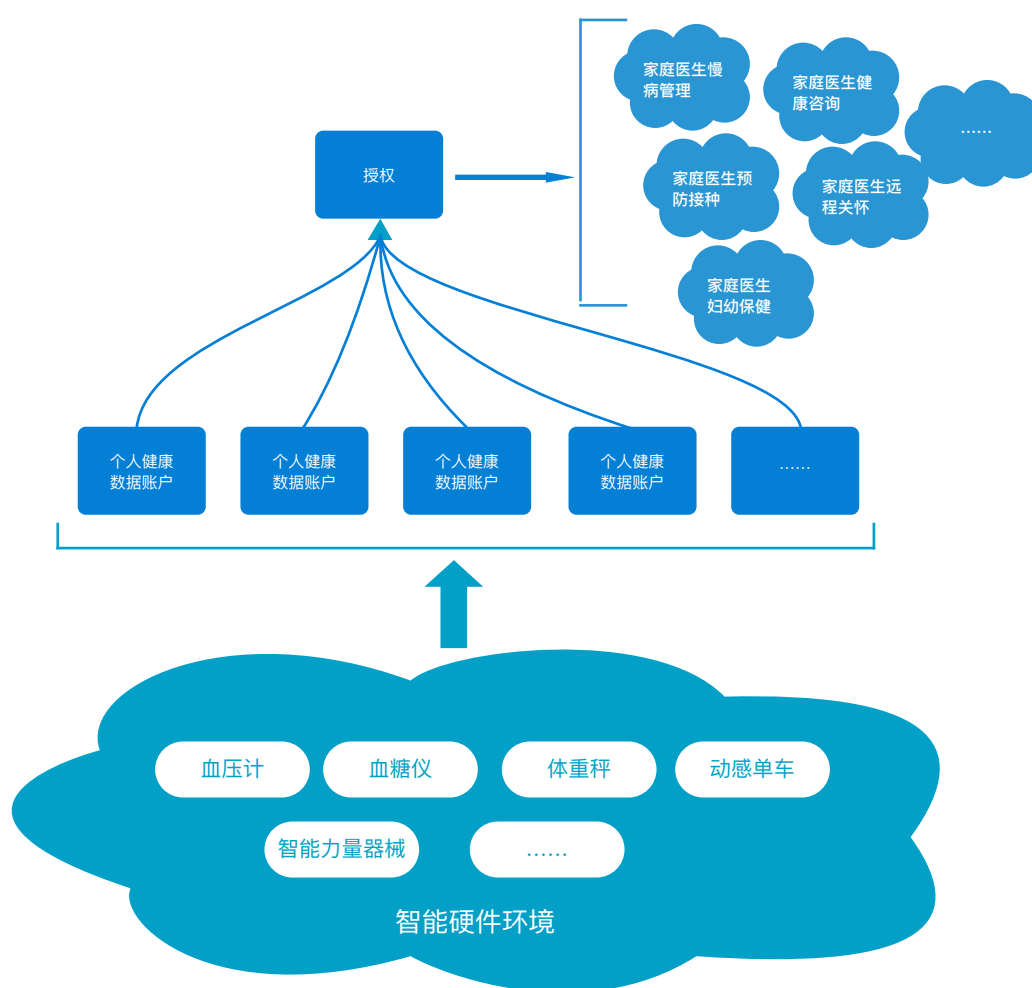 家庭医生慢
病管理
家庭医生健
康咨询
……
授权
家庭医生预
防接种
家庭医生远
程关怀
家庭医生
妇幼保健
个人健康
数据账户
个人健康
数据账户
个人健康
数据账户
个人健康
数据账户
……
血压计
血糖仪
体重秤
动感单车
智能力量器械
……
智能硬件环境